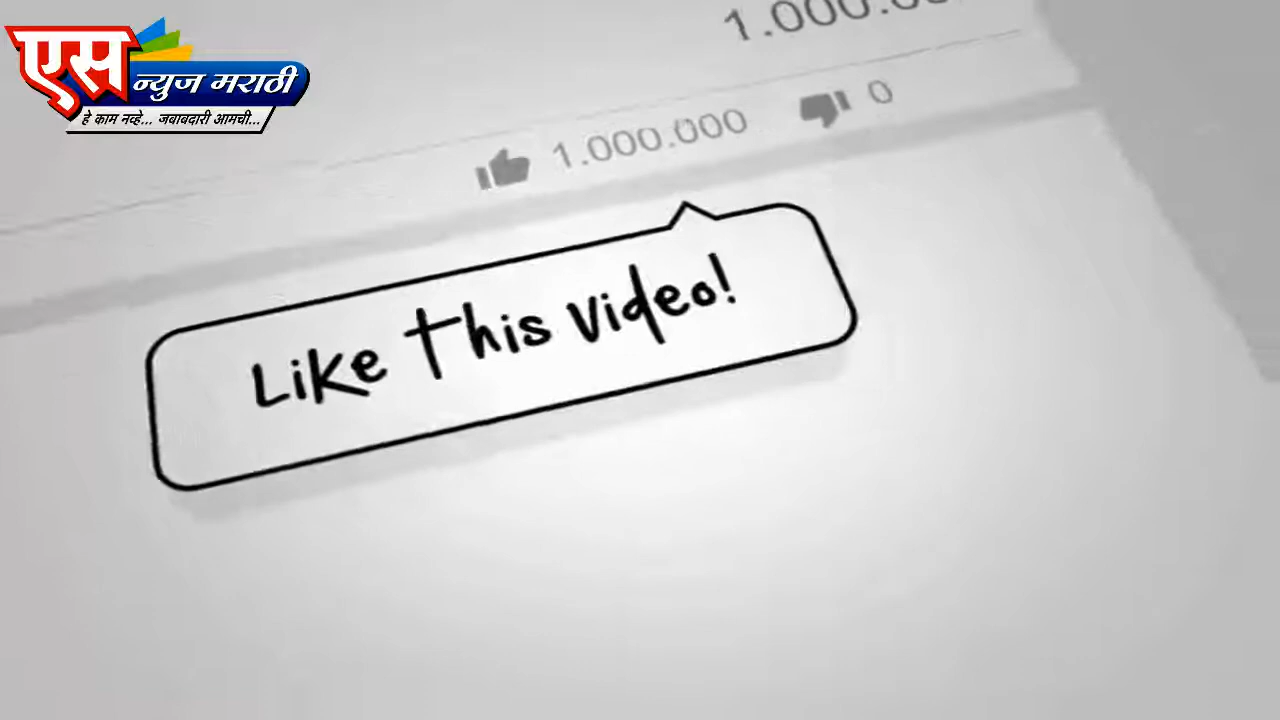 एस
न्युज मराठी
हे काम नव्हे... जबाबदारी आमची...
1.000.000 0
Like This Video!